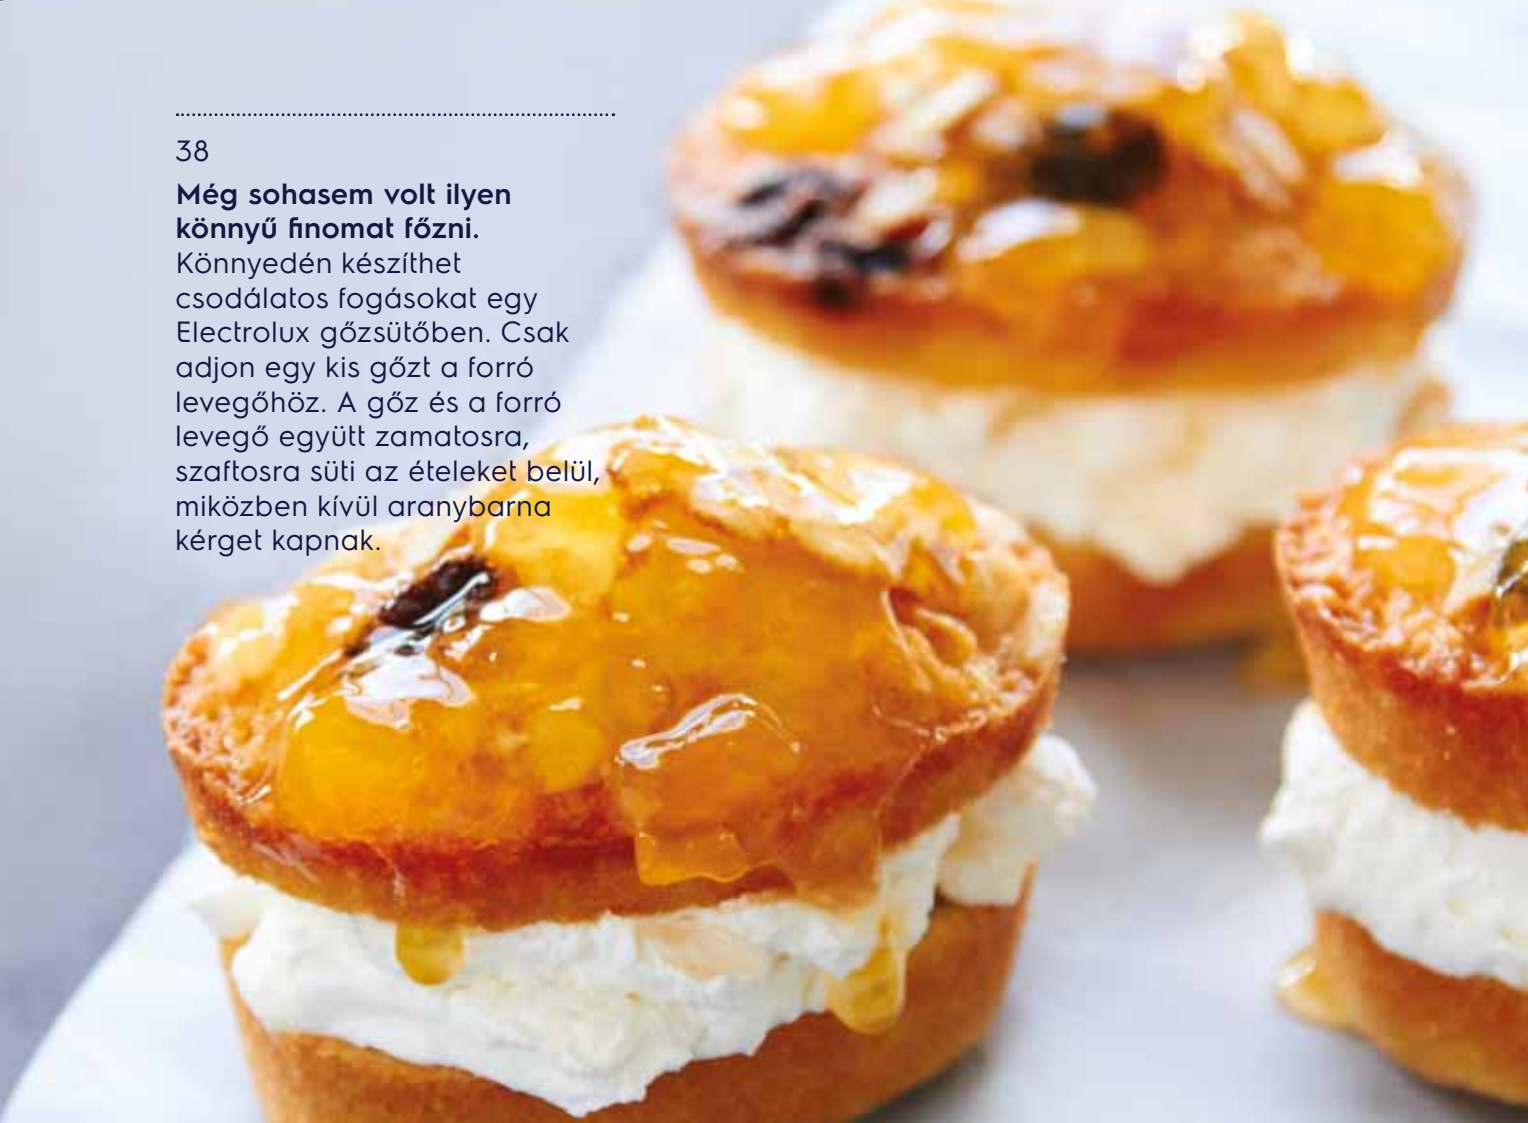 38
Még sohasem volt ilyen
könnyű finomat főzni.
Könnyedén készíthet
csodálatos fogásokat egy
Electrolux gőzsütőben. Csak
adjon egy kis gőzt a forró
levegőhöz. A gőz és a forró
levegő együtt zamatosra,
szaftosra süti az ételeket belül,
miközben kívül aranybarna
kérget kapnak.